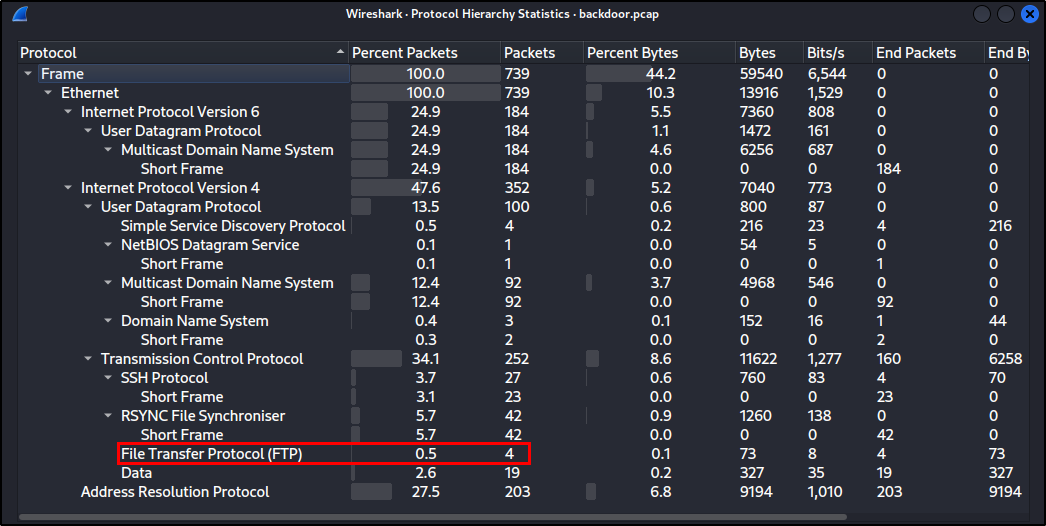 Wireshark · Protocol Hierarchy Statistics · backdoor.pcap
Protocol Percent Packets Packets Percent Bytes Bytes Bits/s End Packets End By
Frame 100.0 739 44.2 59540 6,544 0 0
Ethernet 100.0 739 10.3 13916 1,529 0 0
Internet Protocol Version 6 24.9 184 5.5 7360 808 0 0
User Datagram Protocol 24.9 184 1.1 1472 161 0 0
Multicast Domain Name System 24.9 184 4.6 6256 687 0 0
Short Frame 24.9 184 0.0 0 0 184 0
Internet Protocol Version 4 47.6 352 5.2 7040 773 0 0
User Datagram Protocol 13.5 100 0.6 800 87 0 0
Simple Service Discovery Protocol 0.5 4 0.2 216 23 4 216
NetBIOS Datagram Service 0.1 1 0.0 54 5 0 0
Short Frame 0.1 1 0.0 0 0 1 0
Multicast Domain Name System 12.4 92 3.7 4968 546 0 0
Short Frame 12.4 92 0.0 0 0 92 0
Domain Name System 0.4 3 0.1 152 16 1 44
Short Frame 0.3 2 0.0 0 0 2 0
Transmission Control Protocol 34.1 252 8.6 11622 1,277 160 6258
SSH Protocol 3.7 27 0.6 760 83 4 70
Short Frame 3.1 23 0.0 0 0 23 0
RSYNC File Synchroniser 5.7 42 0.9 1260 138 0 0
Short Frame 5.7 42 0.0 0 0 42 0
File Transfer Protocol (FTP) 0.5 4 0.1 73 8 4 73
Data 2.6 19 0.2 327 35 19 327
Address Resolution Protocol 27.5 203 6.8 9194 1,010 203 9194